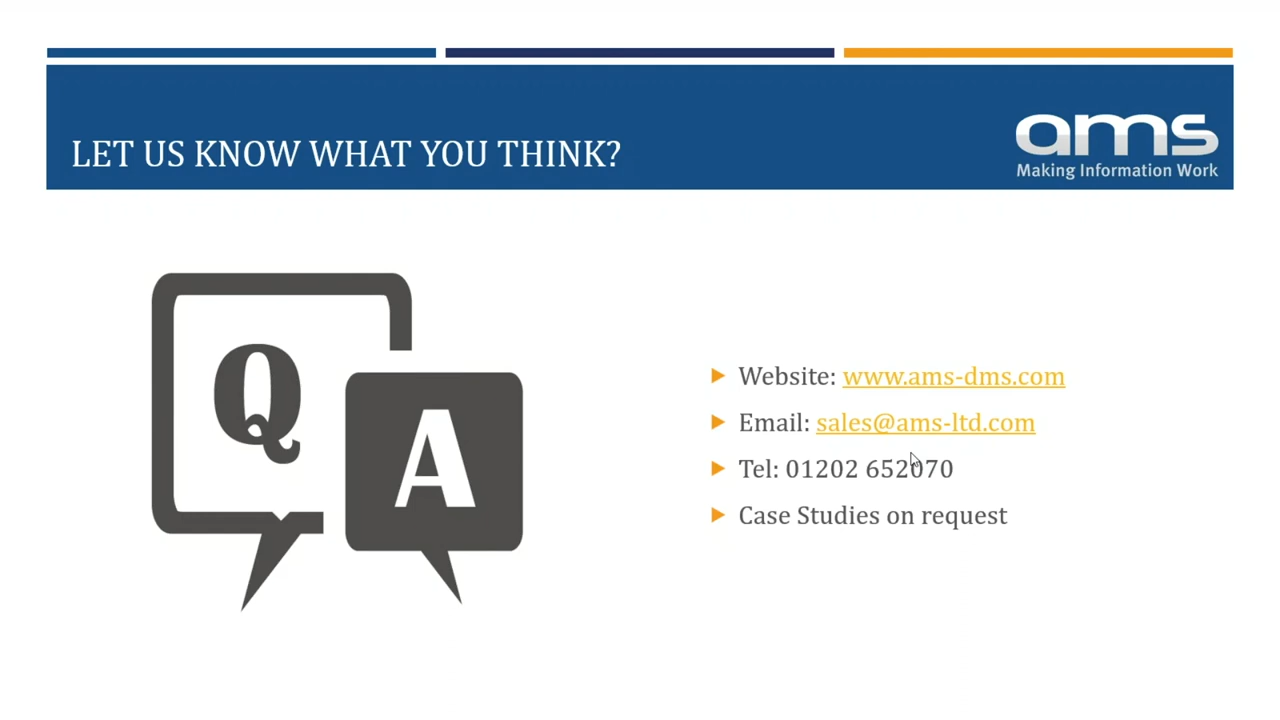 LET US KNOW WHAT YOU THINK?
ams
Making Information Work
Q
A
Website: www.ams-dms.com
Email: sales@ams-ltd.com
Tel: 01202 652070
Case Studies on request